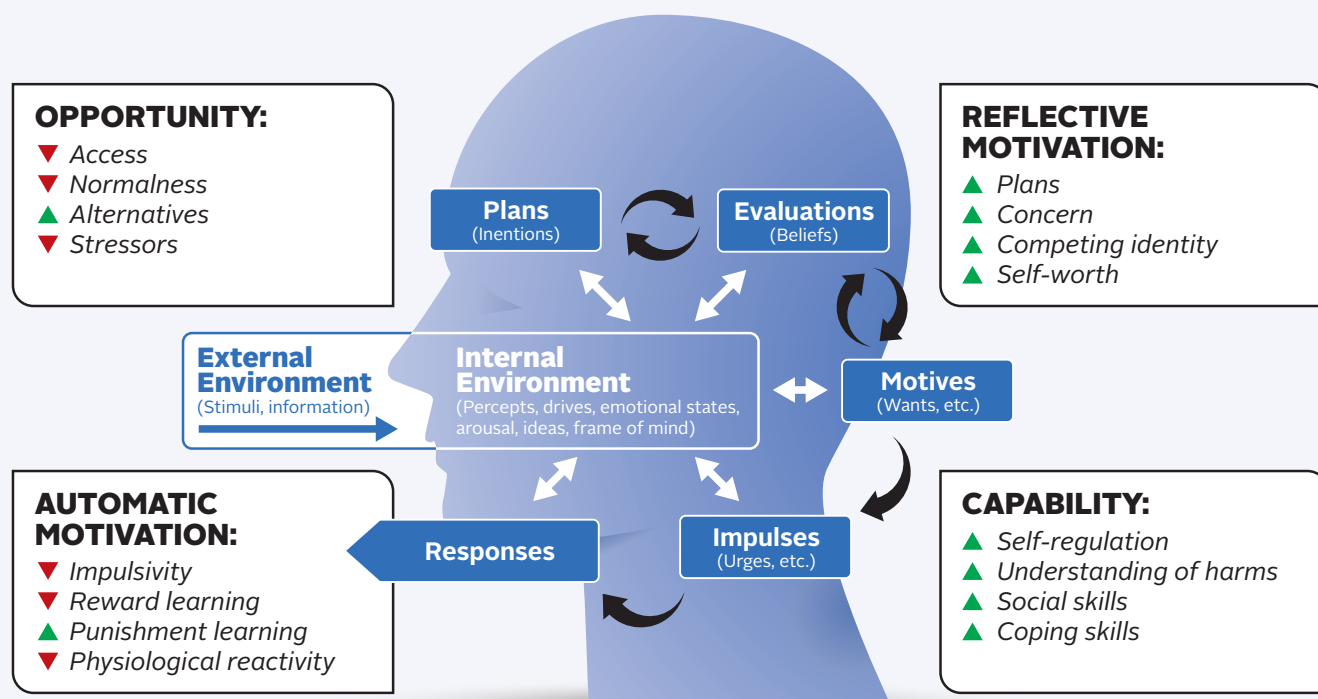 OPPORTUNITY:
Access
Normalness
Alternatives
Stressors
REFLECTIVE
MOTIVATION:
Plans
Concern
Competing identity
Self-worth
Plans
(Inentions)
Evaluations
(Beliefs)
External
Environment
(Stimuli, information)
Internal
Environment
(Percepts, drives, emotional states,
arousal, ideas, frame of mind)
Motives
(Wants, etc.)
AUTOMATIC
MOTIVATION:
Impulsivity
Reward learning
Punishment learning
Physiological reactivity
Responses
Impulses
(Urges, etc.)
CAPABILITY:
Self-regulation
Understanding of harms
Social skills
Coping skills